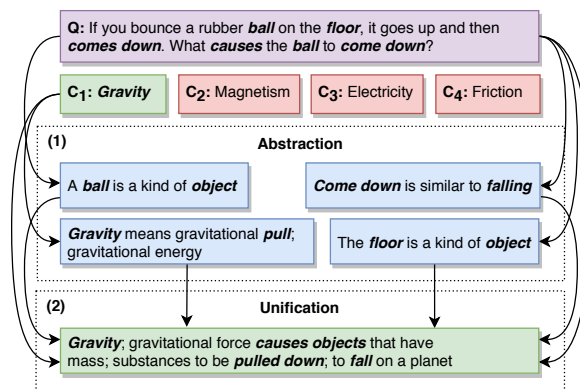 Q: If you bounce a rubber ball on the floor, it goes up and then
comes down. What causes the ball to come down?
C1: Gravity
C2: Magnetism
C3: Electricity
C4: Friction
(1)
Abstraction
A ball is a kind of object
Come down is similar to falling
Gravity means gravitational pull;
gravitational energy
The floor is a kind of object
(2)
Unification
Gravity; gravitational force causes objects that have
mass; substances to be pulled down; to fall on a planet